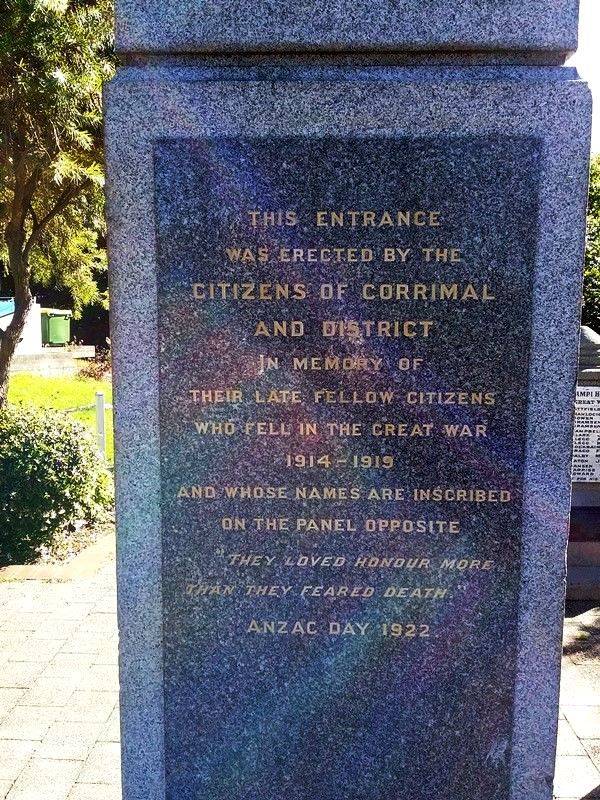 THIS ENTRANCE
WAS ERECTED BY THE
CITIZENS OF CORRIMAL
AND DISTRICT
IN MEMORY OF
THEIR LATE FELLOW CITIZENS
WHO FELL IN THE GREAT WAR
1914-1919
AND WHOSE NAMES ARE INSCRIBED
ON THE PANEL OPPOSITE
"THEY LOVED HONOUR MORE
THAN THEY FEARED DEATH."
ANZAC DAY 1922